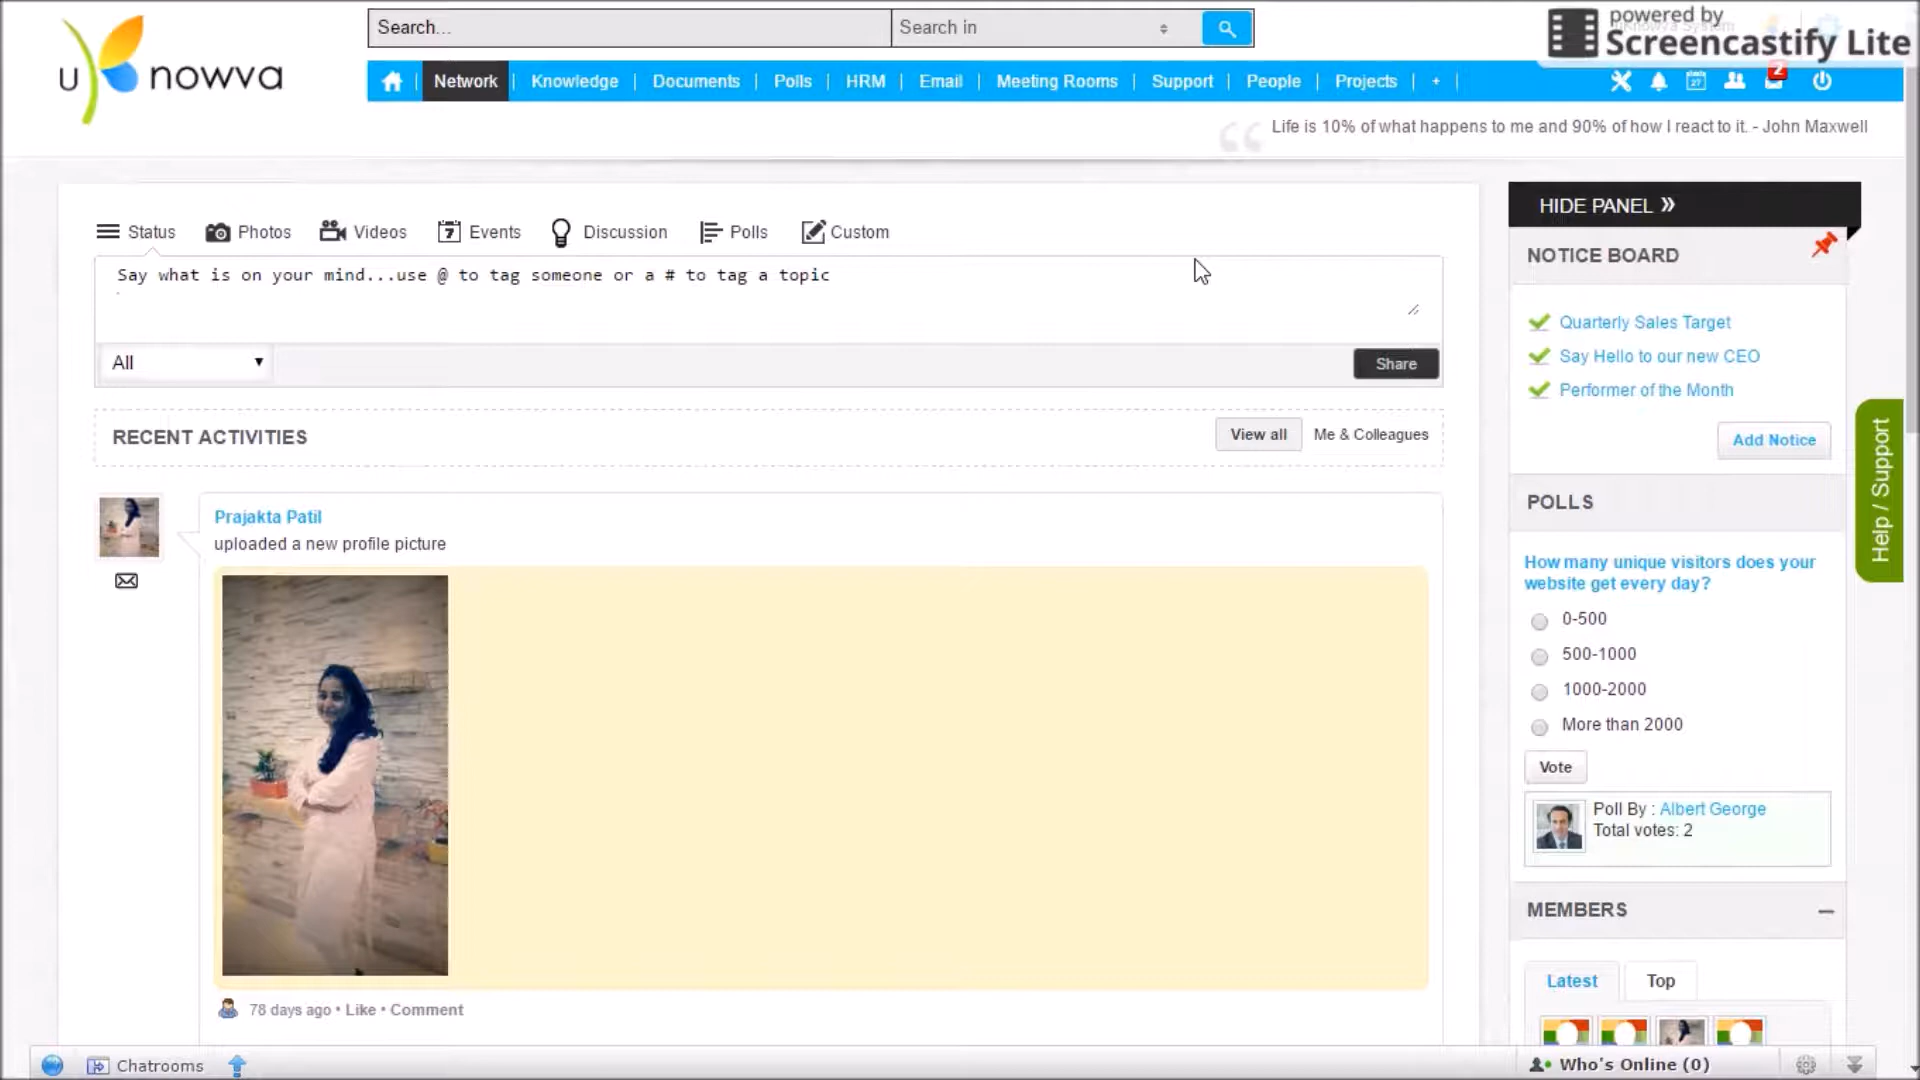 u nowva
Search...
Search in
powered by
Screencastify Lite
Network
Knowledge
Documents
Polls
HRM
Email
Meeting Rooms
Support
People
Projects
+
27
2
Life is 10% of what happens to me and 90% of how I react to it. - John Maxwell
Status
Photos
Videos
7
Events
Discussion
Polls
Custom
Say what is on your mind...use @ to tag someone or a # to tag a topic
All
Share
RECENT ACTIVITIES
View all
Me & Colleagues
Prajakta Patil
uploaded a new profile picture
78 days ago • Like • Comment
HIDE PANEL »
NOTICE BOARD
Quarterly Sales Target
Say Hello to our new CEO
Performer of the Month
Add Notice
Help / Support
POLLS
How many unique visitors does your
website get every day?
0-500
500-1000
1000-2000
More than 2000
Vote
Poll By : Albert George
Total votes: 2
MEMBERS
Latest
Top
Chatrooms
Who's Online (0)